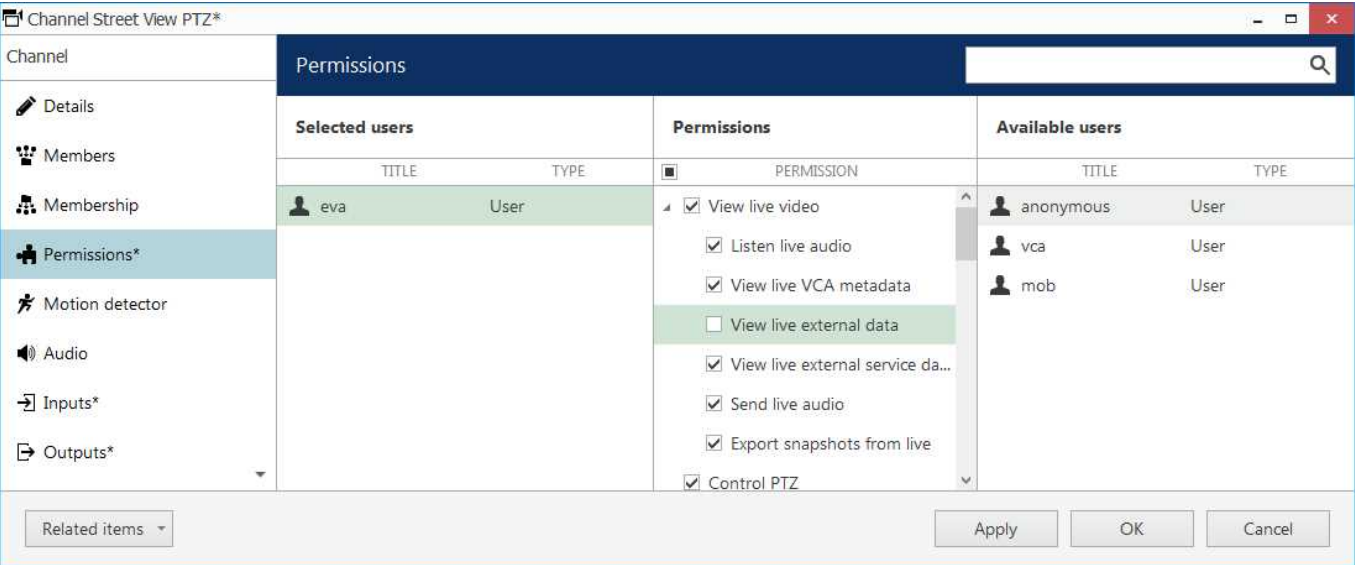 Channel Street View PTZ*
Channel
Permissions
Details
Members
Membership
Permissions*
Motion detector
Audio
Inputs*
Outputs*
Selected users
TITLE TYPE
eva User
Permissions
PERMISSION
View live video
Listen live audio
View live VCA metadata
View live external data
View live external service da...
Send live audio
Export snapshots from live
Control PTZ
Available users
TITLE TYPE
anonymous User
vca User
mob User
Related items
Apply OK Cancel